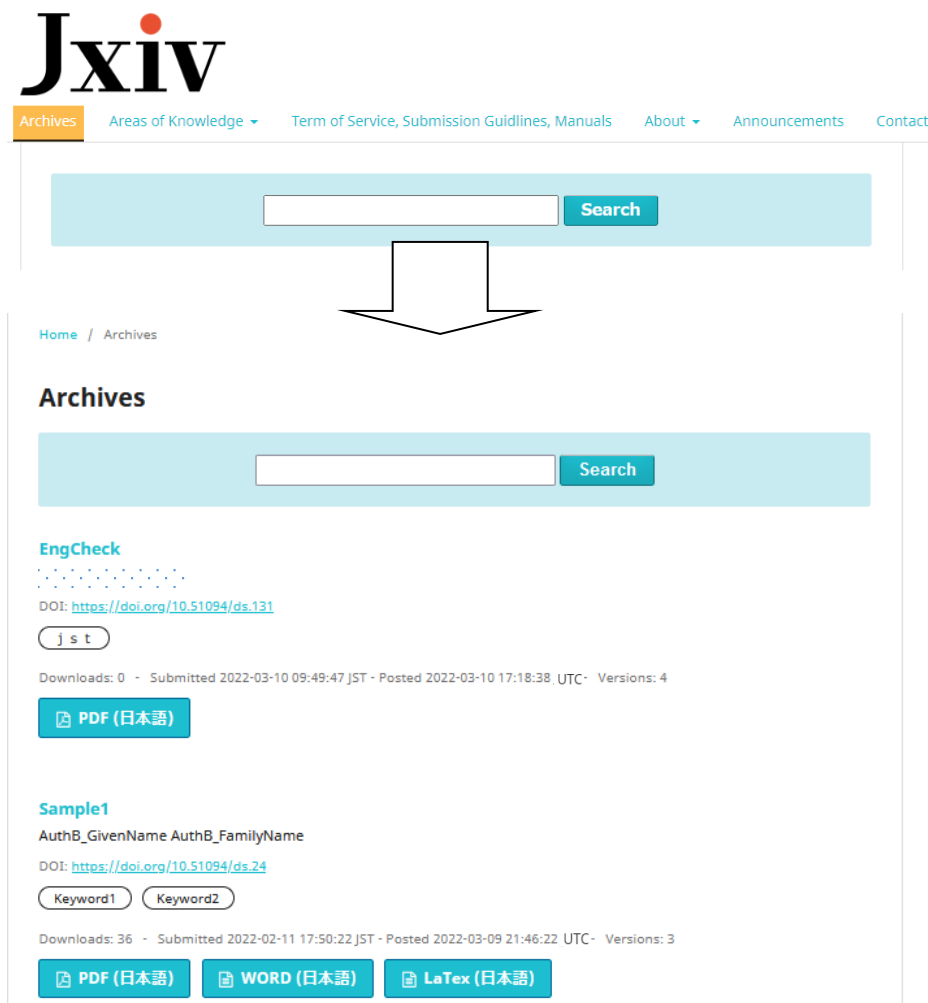 Jxiv
Archives Areas of Knowledge Term of Service, Submission Guidlines, Manuals About Announcements Contact
Search
Home / Archives
Archives
Search
EngCheck
DOI: https://doi.org/10.51094/ds.131
jst
Downloads: 0 - Submitted 2022-03-10 09:49:47 JST - Posted 2022-03-10 17:18:38 UTC- Versions: 4
PDF (日本語)
Sample1
AuthB_GivenName AuthB_FamilyName
DOI: https://doi.org/10.51094/ds.24
Keyword1 Keyword2
Downloads: 36 - Submitted 2022-02-11 17:50:22 JST - Posted 2022-03-09 21:46:22 UTC- Versions: 3
PDF (日本語) WORD (日本語) LaTex (日本語)